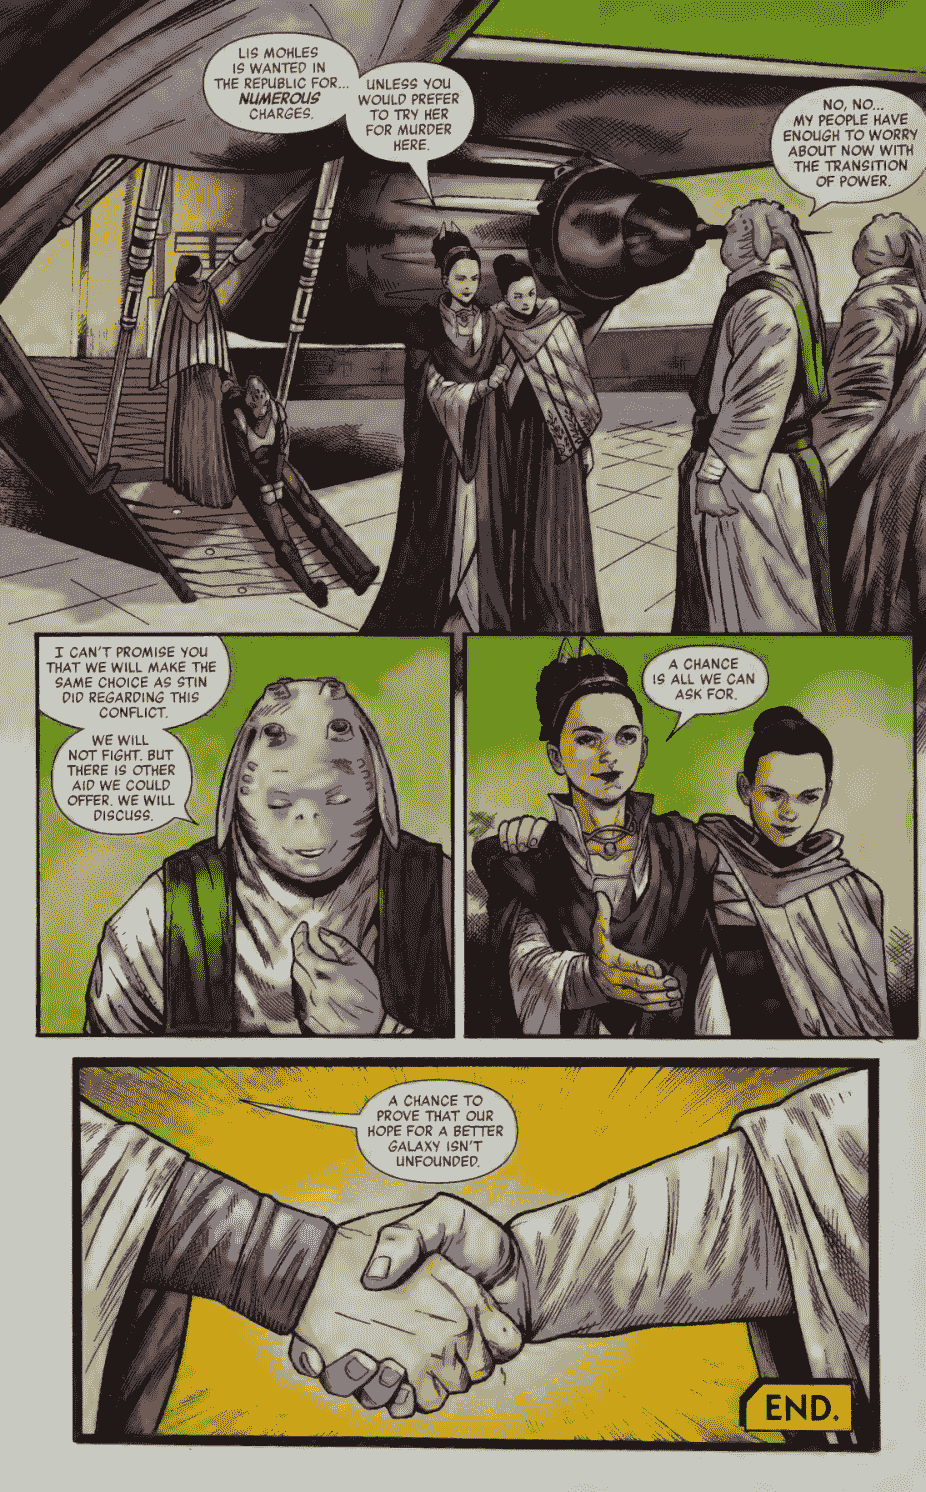 LIS MOHLES
IS WANTED IN
THE REPUBLIC FOR...
NUMEROUS
CHARGES.
UNLESS YOU
WOULD PREFER
TO TRY HER
FOR MURDER
HERE.
NO, NO...
MY PEOPLE HAVE
ENOUGH TO WORRY
ABOUT NOW WITH
THE TRANSITION
OF POWER.
I CAN'T PROMISE YOU
THAT WE WILL MAKE THE
SAME CHOICE AS STIN
DID REGARDING THIS
CONFLICT.
WE WILL
NOT FIGHT. BUT
THERE IS OTHER
AID WE COULD
OFFER. WE WILL
DISCUSS.
A CHANCE
IS ALL WE CAN
ASK FOR.
A CHANCE TO
PROVE THAT OUR
HOPE FOR A BETTER
GALAXY ISN'T
UNFOUNDED.
END.